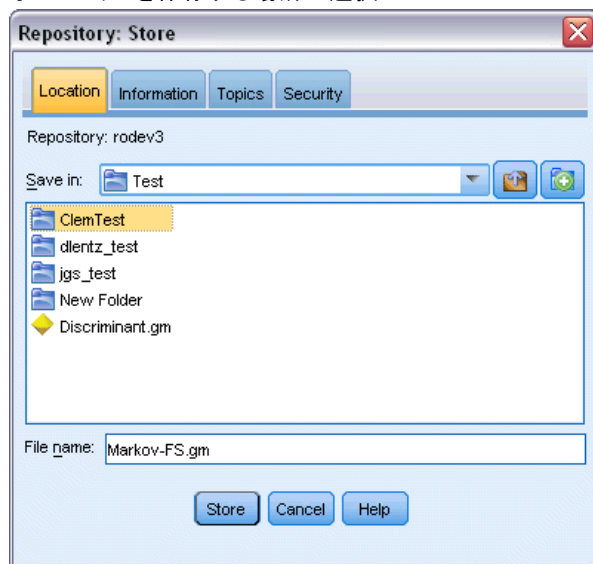 Repository: Store
Location Information Topics Security
Repository: rodev3
Save in: Test
ClemTest
dlentz_test
jgs_test
New Folder
Discriminant.gm
File name: Markov-FS.gm
Store Cancel Help